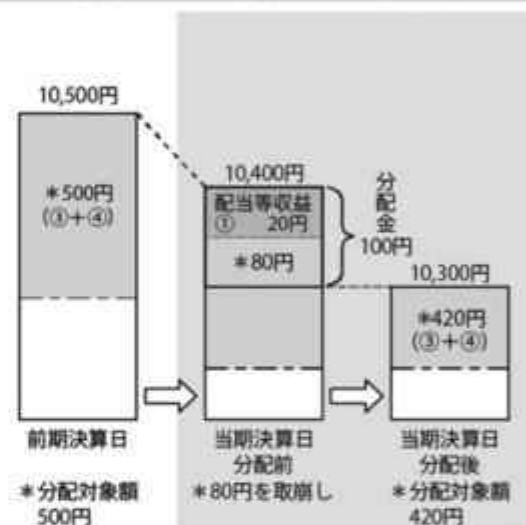 10,500円
*500円
(③+④)
前期決算日
*分配対象額
500円
10,400円
配当等収益
① 20円
*80円
分配金
100円
当期決算日
分配前
*80円を取崩し
10,300円
*420円
(③+④)
当期決算日
分配後
*分配対象額
420円